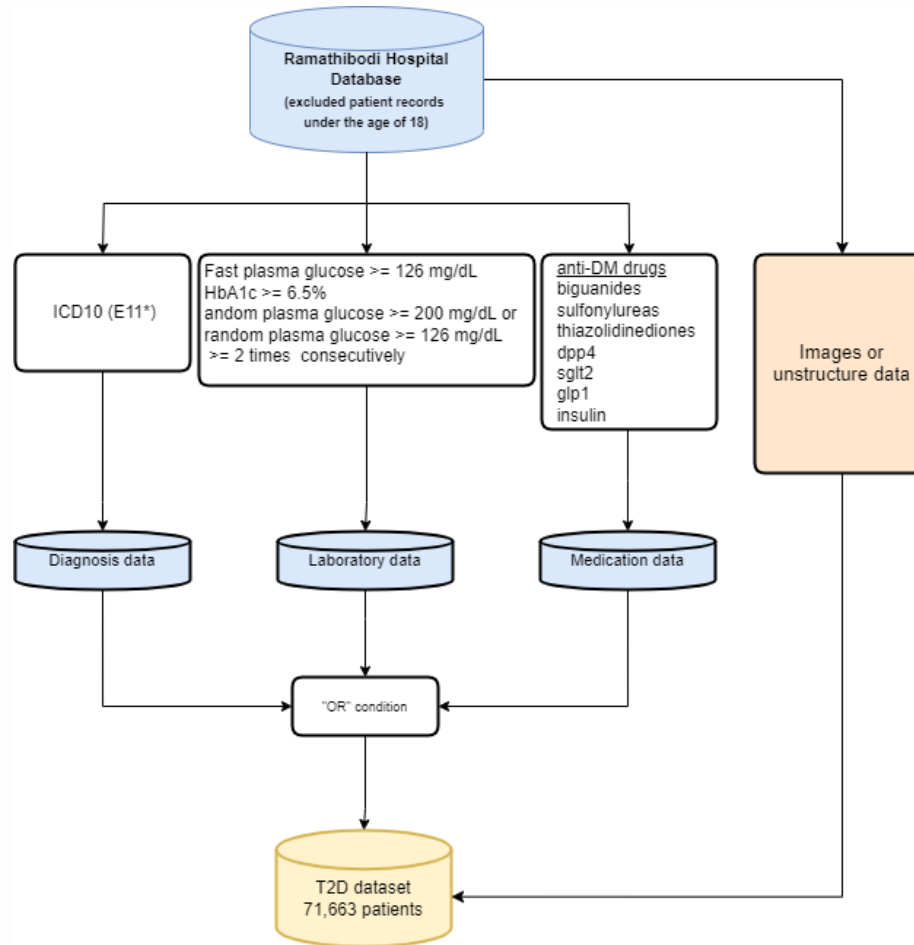 Ramathibodi Hospital
Database
(excluded patient records
under the age of 18)
ICD10 (E11*)
Fast plasma glucose >= 126 mg/dL
HbA1c >= 6.5%
andom plasma glucose >= 200 mg/dL or
random plasma glucose >= 126 mg/dL
>= 2 times consecutively
anti-DM drugs
biguanides
sulfonylureas
thiazolidinediones
dpp4
sglt2
glp1
insulin
Images or
unstructure data
Diagnosis data
Laboratory data
Medication data
"OR" condition
T2D dataset
71,663 patients